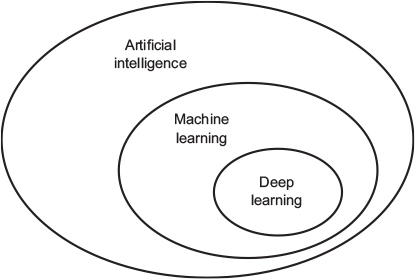 Artificial
intelligence
Machine
learning
Deep
learning